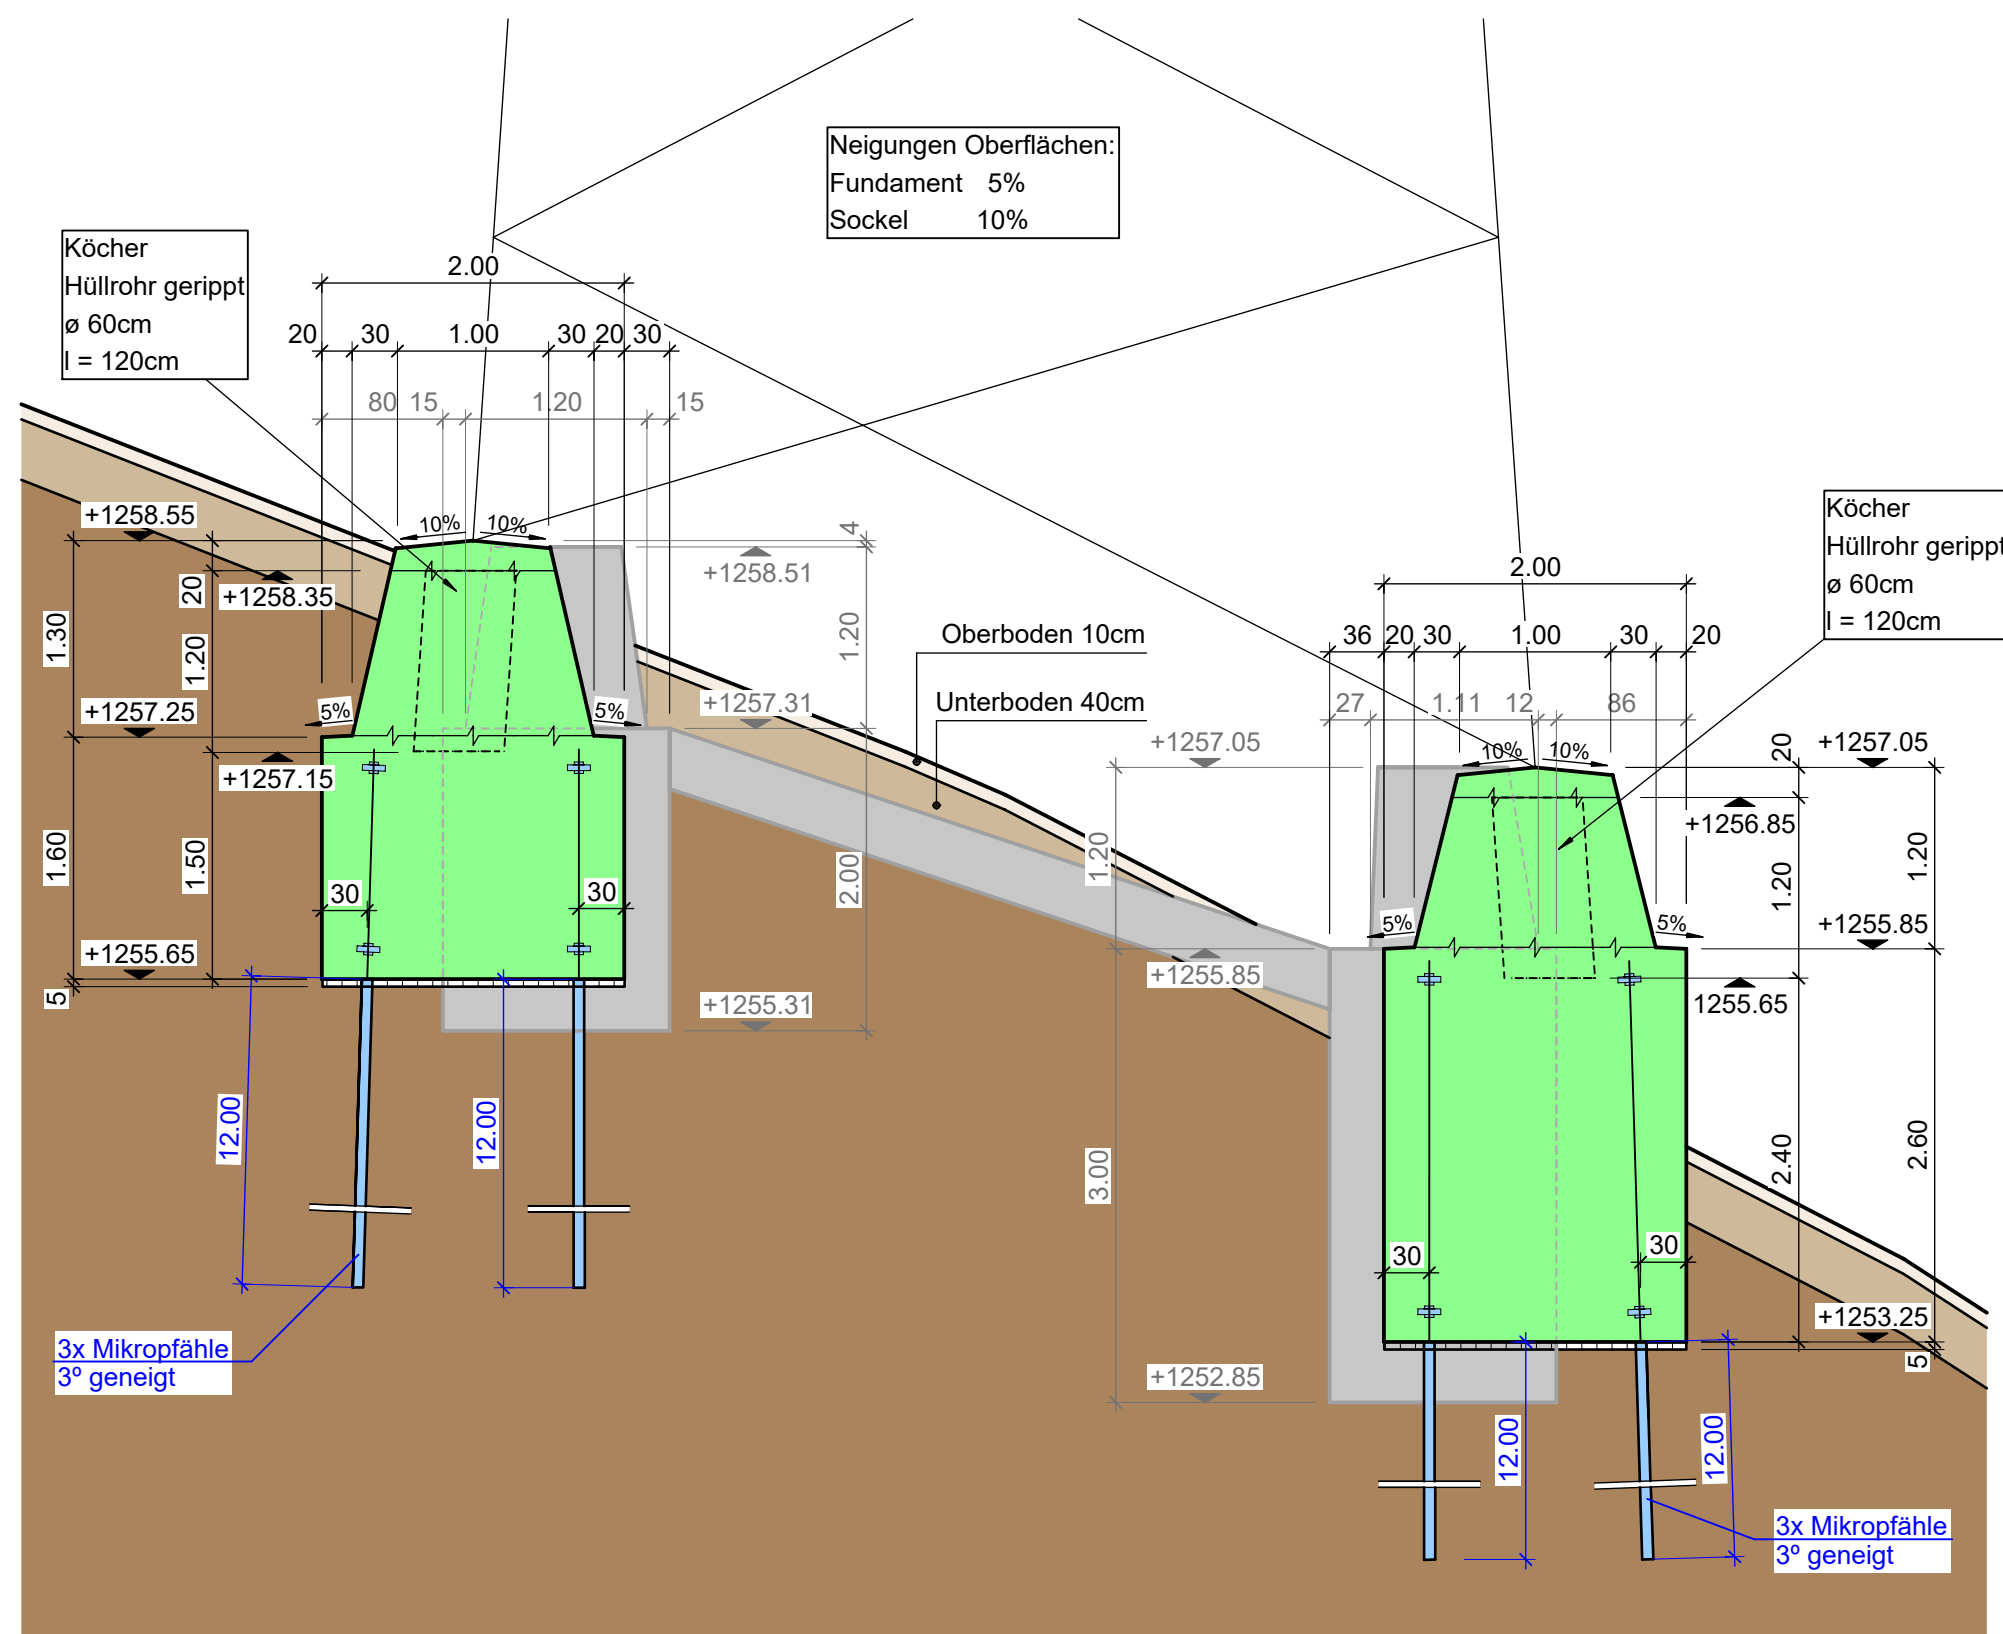 Neigungen Oberflächen:
Fundament 5%
Sockel 10%
Köcher
Hüllrohr gerippt
ø 60cm
l = 120cm
2.00
20 30 1.00 30 20 30
80 15 1.20 15
+1258.55
10% 10%
4
+1258.51
+1258.35
20
1.30
1.20
1.20
+1257.25
5% 5%
+1257.31
+1257.15
1.60
1.50
2.00
30 30
+1255.65
5
+1255.31
12.00
12.00
3x Mikropfähle
3º geneigt
Oberboden 10cm
Unterboden 40cm
Köcher
Hüllrohr gerippt
ø 60cm
l = 120cm
2.00
36 20 30 1.00 30 20
27 1.11 12 86
+1257.05
10% 10%
20
+1257.05
+1256.85
1.20
1.20
1.20
5% 5%
+1255.85
+1255.85
1255.65
3.00
2.40
2.60
30 30
+1253.25
5
+1252.85
12.00
12.00
3x Mikropfähle
3º geneigt